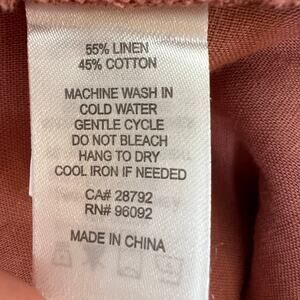 55% LINEN
45% COTTON
MACHINE WASH IN
COLD WATER
GENTLE CYCLE
DO NOT BLEACH
HANG TO DRY
COOL IRON IF NEEDED
CA# 28792
RN# 96092
MADE IN CHINA